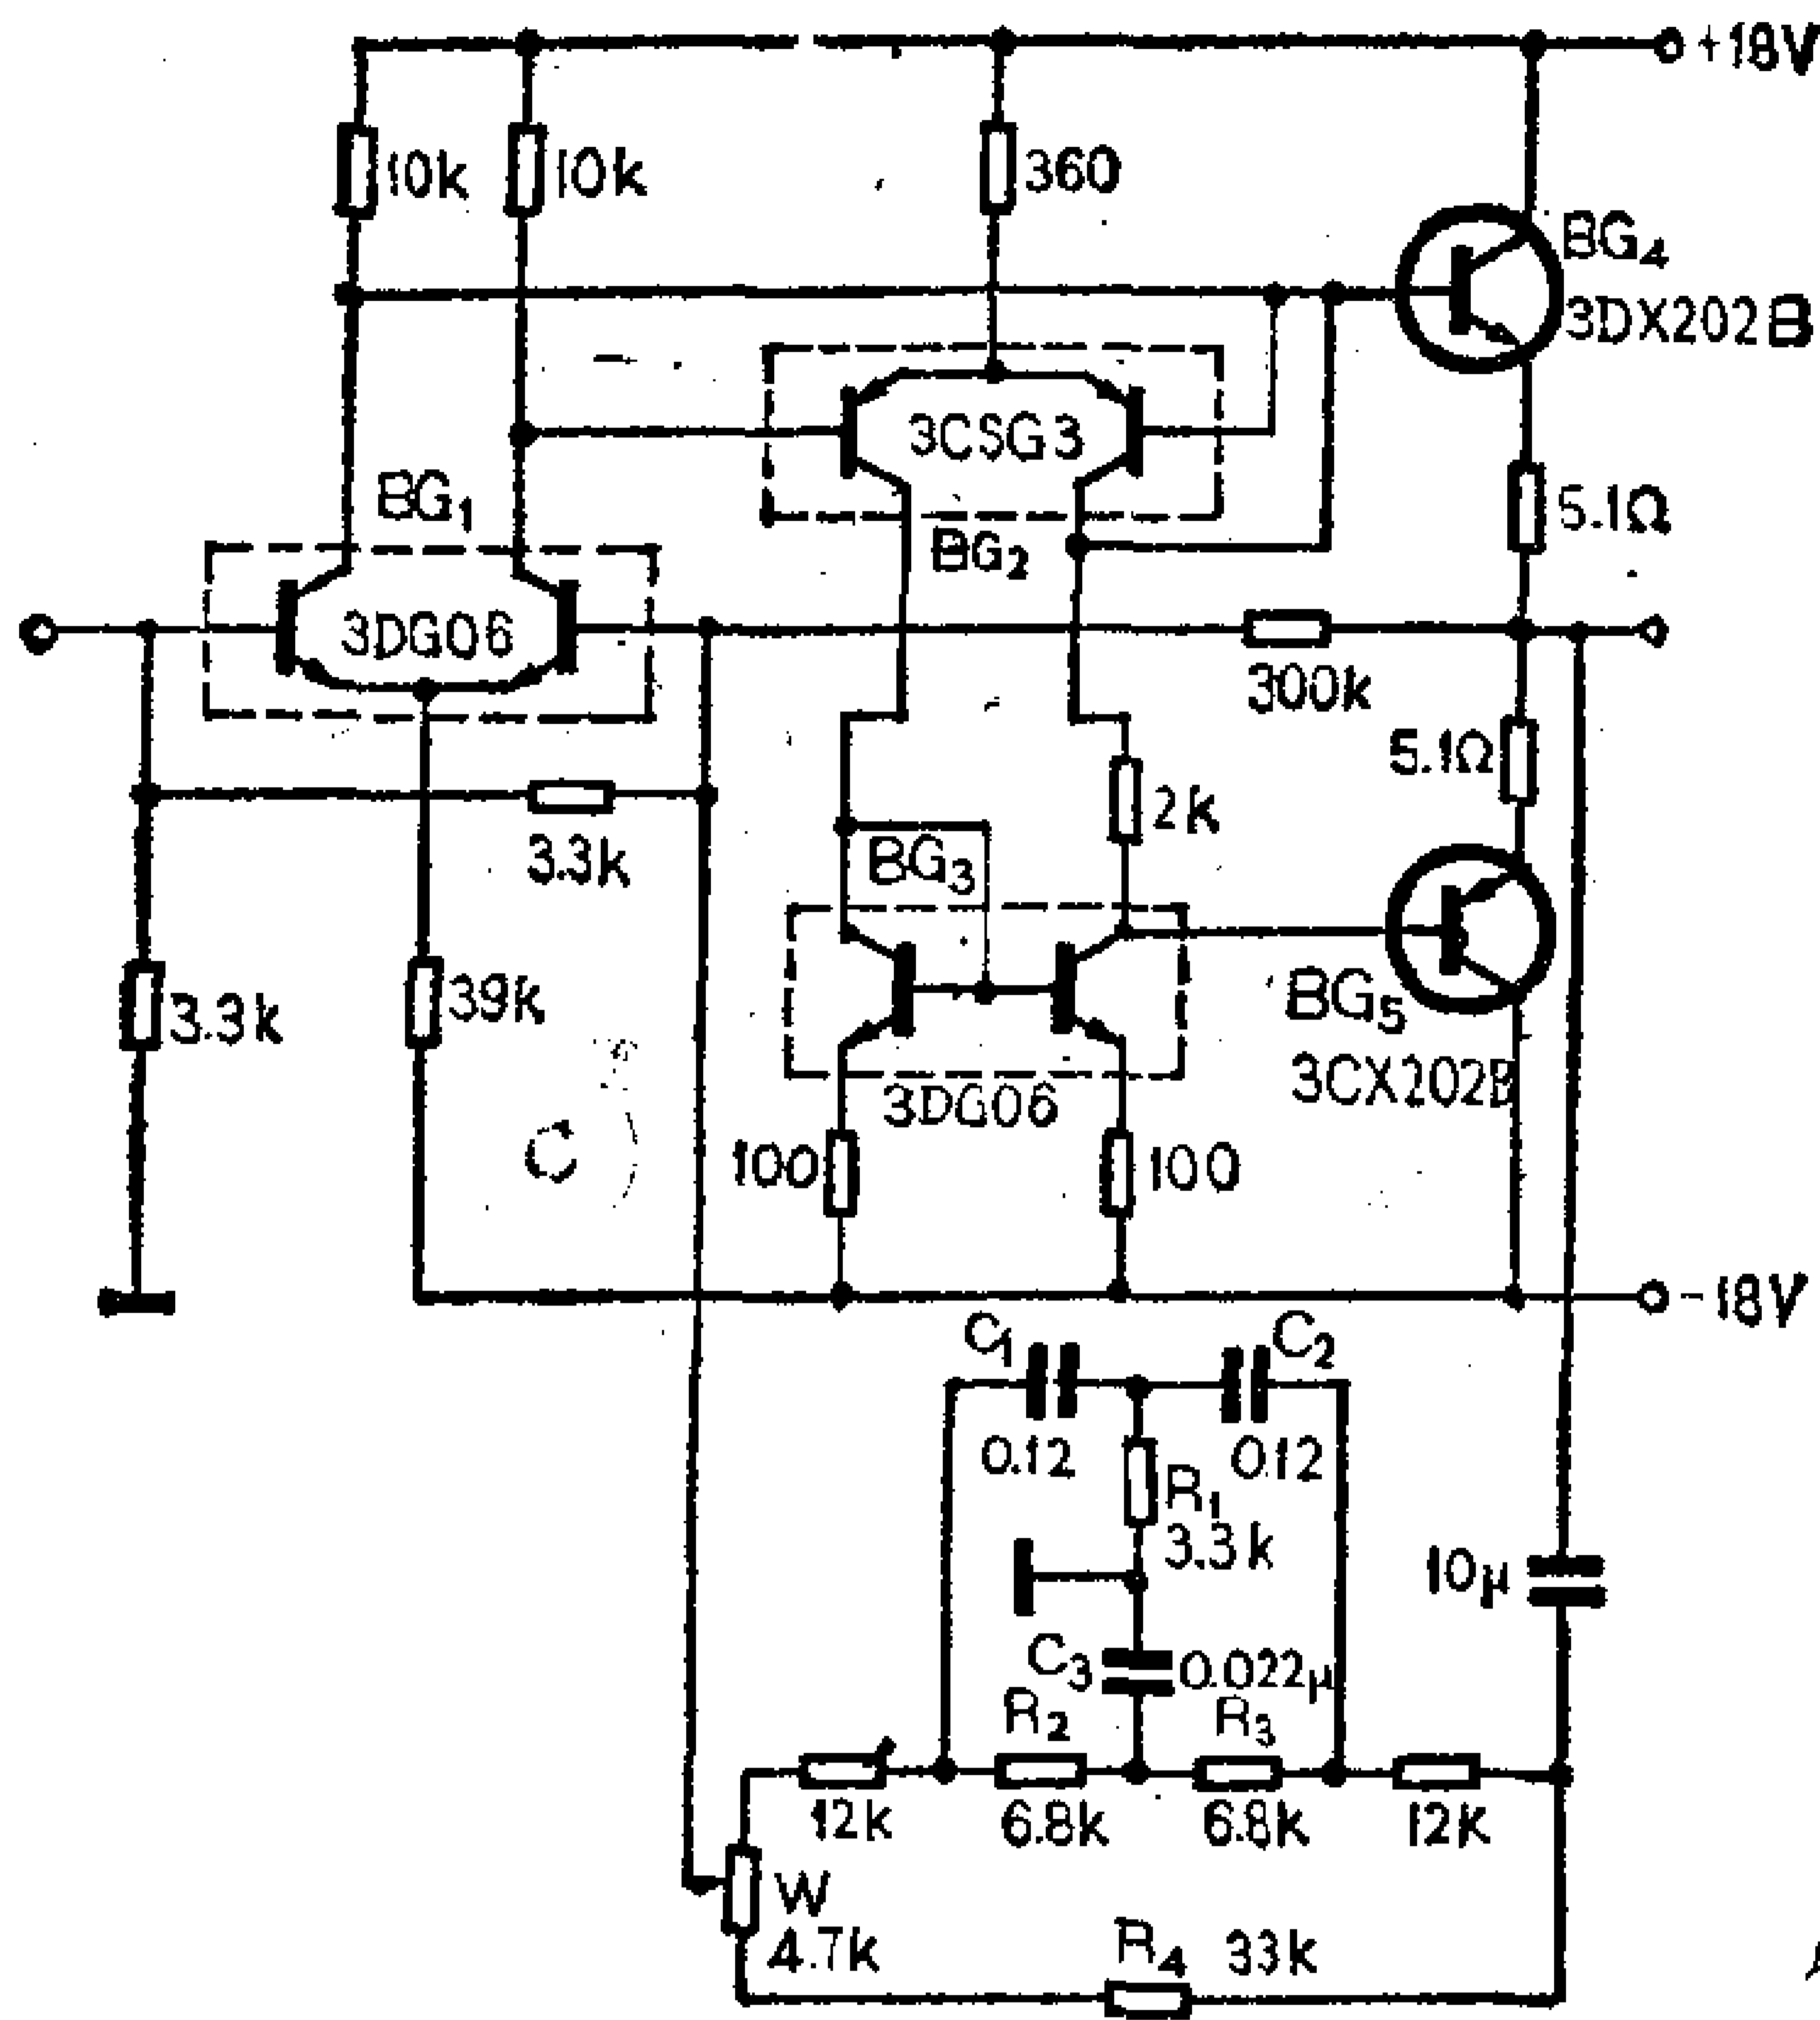 +18V
10k
10k
360
BG4
3DX202B
3CSG3
5.1Ω
BG1
BG2
3DG06
300k
5.1Ω
2k
3.3k
BG3
3.3k
39k
BG5
3CX202B
3DG06
C
100
100
-18V
C1
C2
0.12
0.12
R1
3.3k
10μ
C3
0.022μ
R2
R3
12k
6.8k
6.8k
12k
W
4.7k
R4
33k